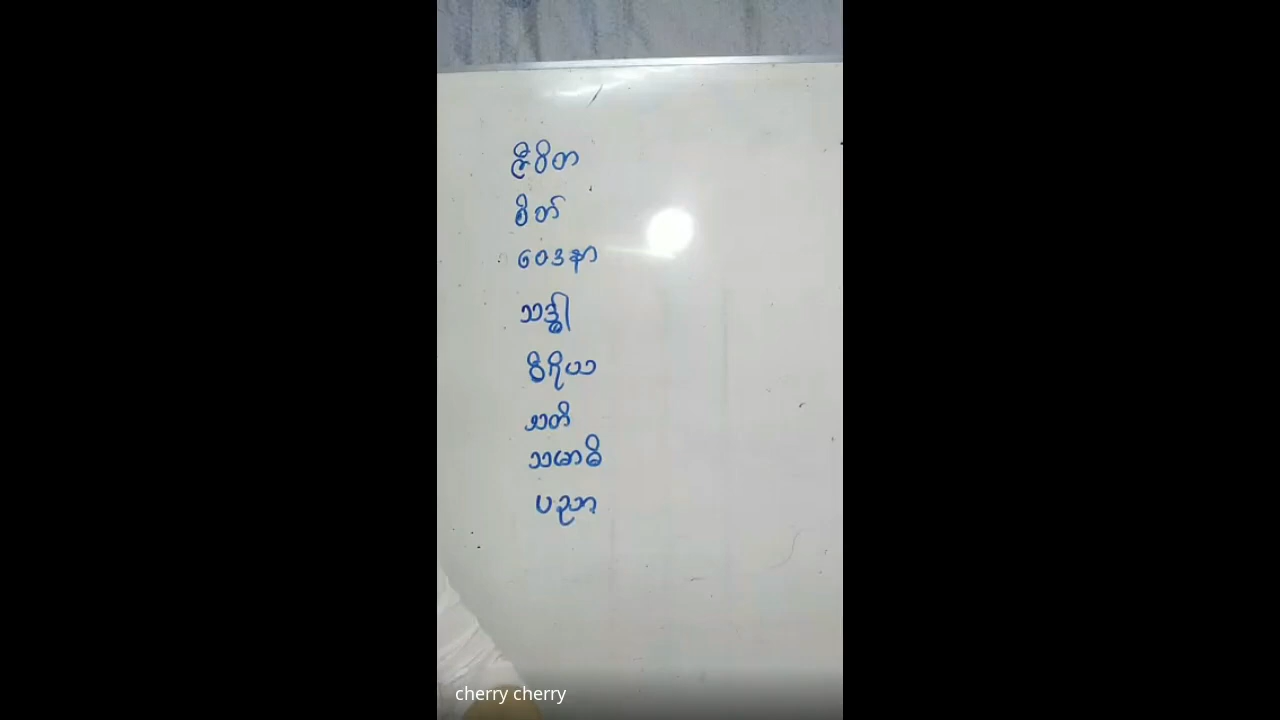 ဇီဝိတ
စိတ်
ဝေဒနာ
သဒ္ဓါ
ဝီရိယ
သတိ
သမာဓိ
ပညာ
cherry cherry